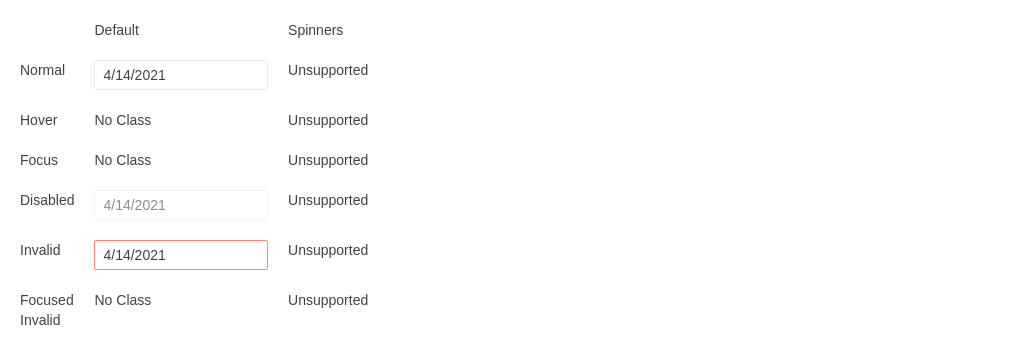 Default Spinners
Normal 4/14/2021 Unsupported
Hover No Class Unsupported
Focus No Class Unsupported
Disabled 4/14/2021 Unsupported
Invalid 4/14/2021 Unsupported
Focused No Class Unsupported
Invalid